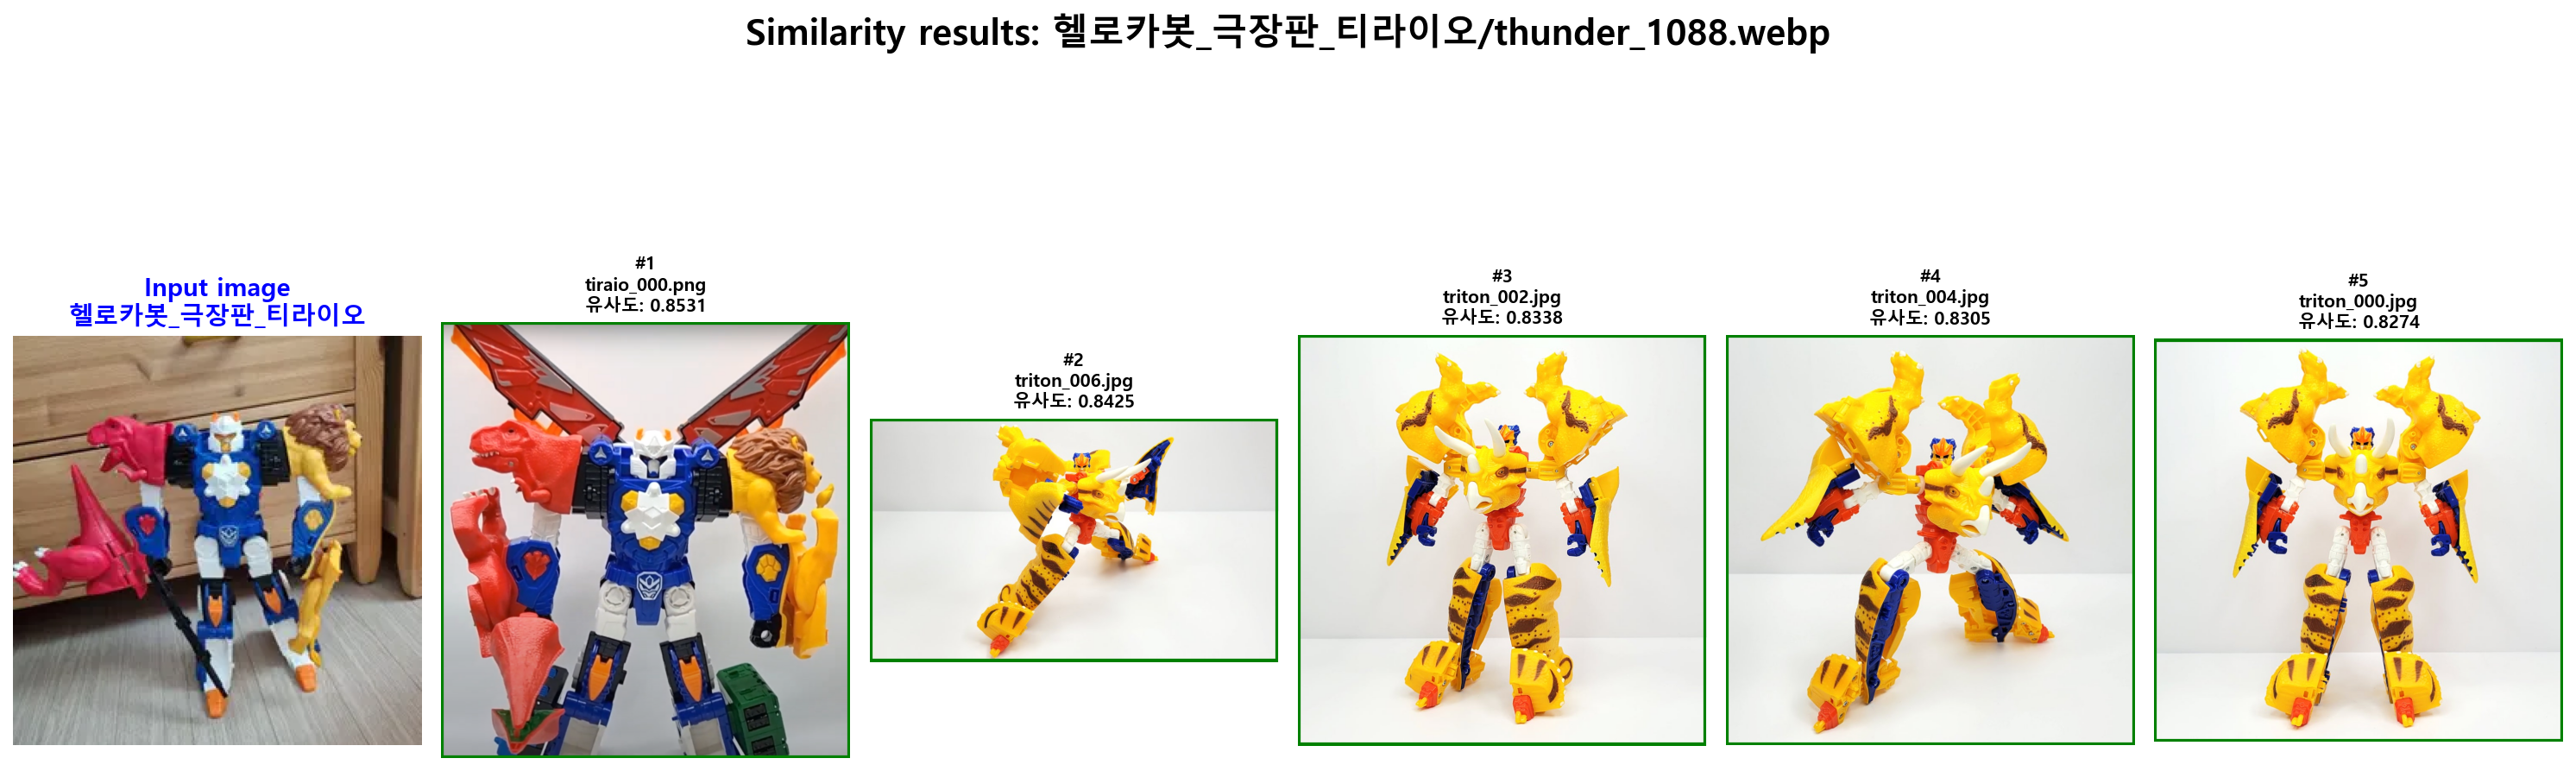 Similarity results: 헬로카봇_극장판_티라이오/thunder_1088.webp
Input image
헬로카봇_극장판_티라이오
#1
tiraio_000.png
유사도: 0.8531
#2
triton_006.jpg
유사도: 0.8425
#3
triton_002.jpg
유사도: 0.8338
#4
triton_004.jpg
유사도: 0.8305
#5
triton_000.jpg
유사도: 0.8274